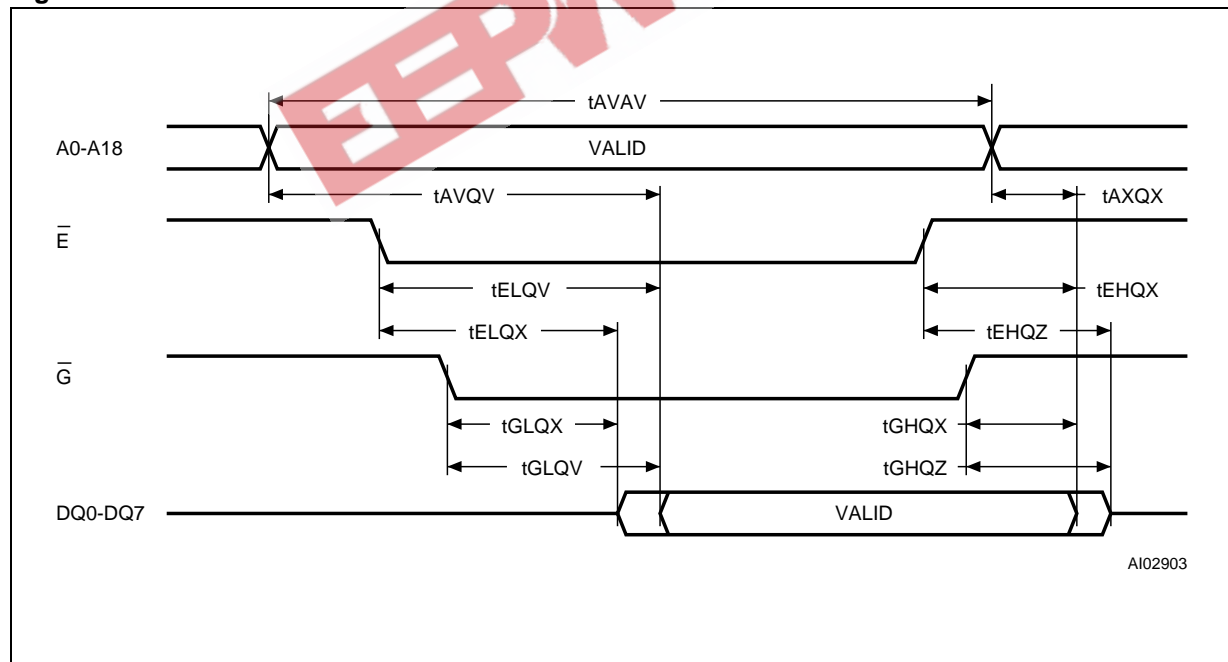 tAVAV
A0-A18 VALID
tAVQV tAXQX
E
tELQV tEHQX
tELQX tEHQZ
G
tGLQX tGHQX
tGLQV tGHQZ
DQ0-DQ7 VALID
AI02903